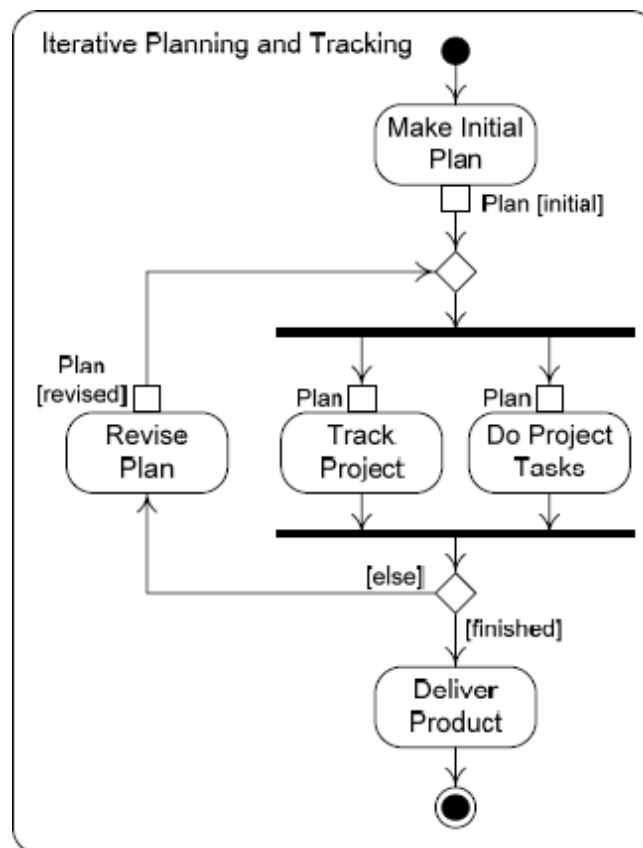 Iterative Planning and Tracking
Make Initial
Plan
Plan [initial]
Plan
[revised]
Revise
Plan
Plan
Track
Project
Plan
Do Project
Tasks
[else]
[finished]
Deliver
Product